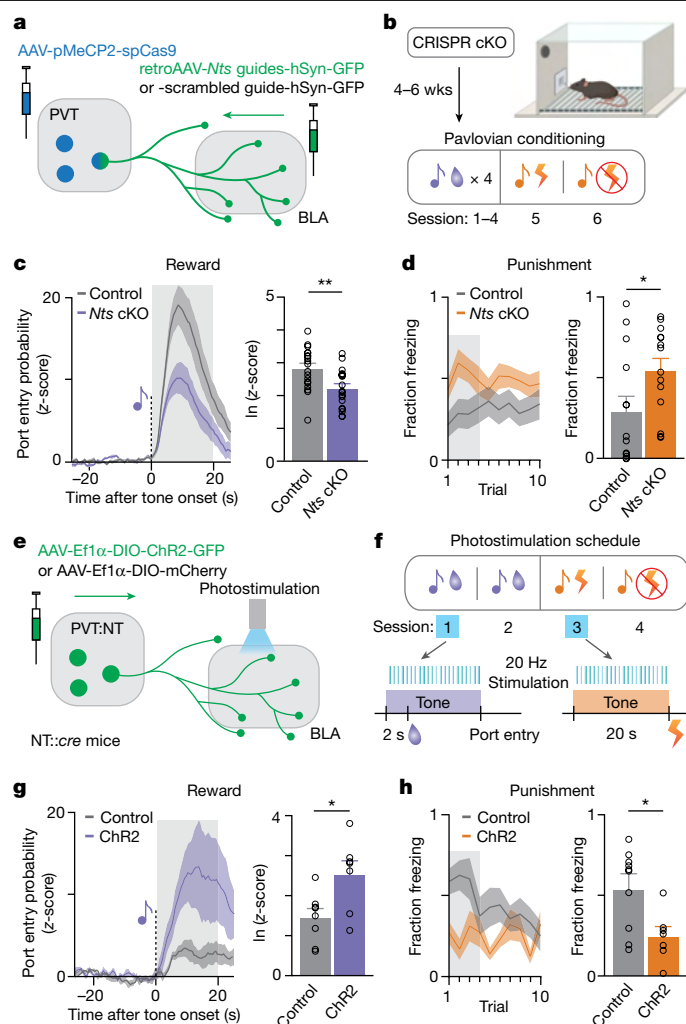 a
AAV-pMeCP2-spCas9
retroAAV-Nts guides-hSyn-GFP
or -scrambled guide-hSyn-GFP
PVT
BLA
b
CRISPR cKO
4–6 wks
Pavlovian conditioning
× 4
Session: 1–4 5 6
c
Reward
Control
Nts cKO
Port entry probability
(z-score)
20
0
–20 0 20
Time after tone onset (s)
**
ln (z-score)
5
0
Control
Nts cKO
d
Punishment
Control
Nts cKO
Fraction freezing
1
0
1 10
Trial
*
Fraction freezing
1
0
Control
Nts cKO
e
AAV-Ef1α-DIO-ChR2-GFP
or AAV-Ef1α-DIO-mCherry
Photostimulation
PVT:NT
BLA
NT::cre mice
f
Photostimulation schedule
Session: 1 2 3 4
20 Hz
Stimulation
Tone Tone
2 s Port entry 20 s
g
Reward
Control
ChR2
Port entry probability
(z-score)
20
0
–20 0 20
Time after tone onset (s)
*
ln (z-score)
4
2
0
Control
ChR2
h
Punishment
Control
ChR2
Fraction freezing
1
0
1 10
Trial
*
Fraction freezing
1
0
Control
ChR2